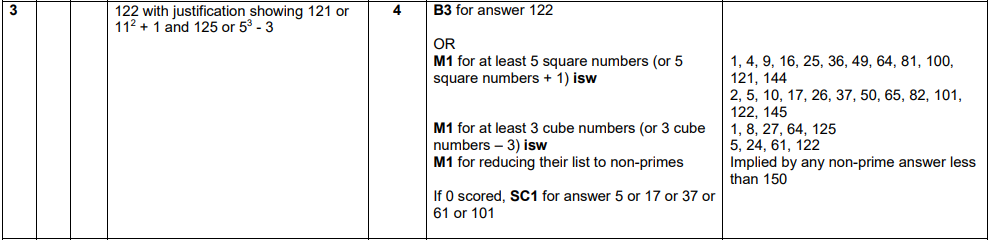 3
122 with justification showing 121 or
11² + 1 and 125 or 5³ - 3
4
B3 for answer 122
OR
M1 for at least 5 square numbers (or 5
square numbers + 1) isw
M1 for at least 3 cube numbers (or 3 cube
numbers – 3) isw
M1 for reducing their list to non-primes
If 0 scored, SC1 for answer 5 or 17 or 37 or
61 or 101
1, 4, 9, 16, 25, 36, 49, 64, 81, 100,
121, 144
2, 5, 10, 17, 26, 37, 50, 65, 82, 101,
122, 145
1, 8, 27, 64, 125
5, 24, 61, 122
Implied by any non-prime answer less
than 150